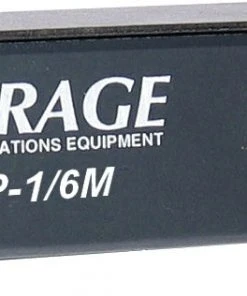 RAGE
ATIONS EQUIPMENT
P-1/6M